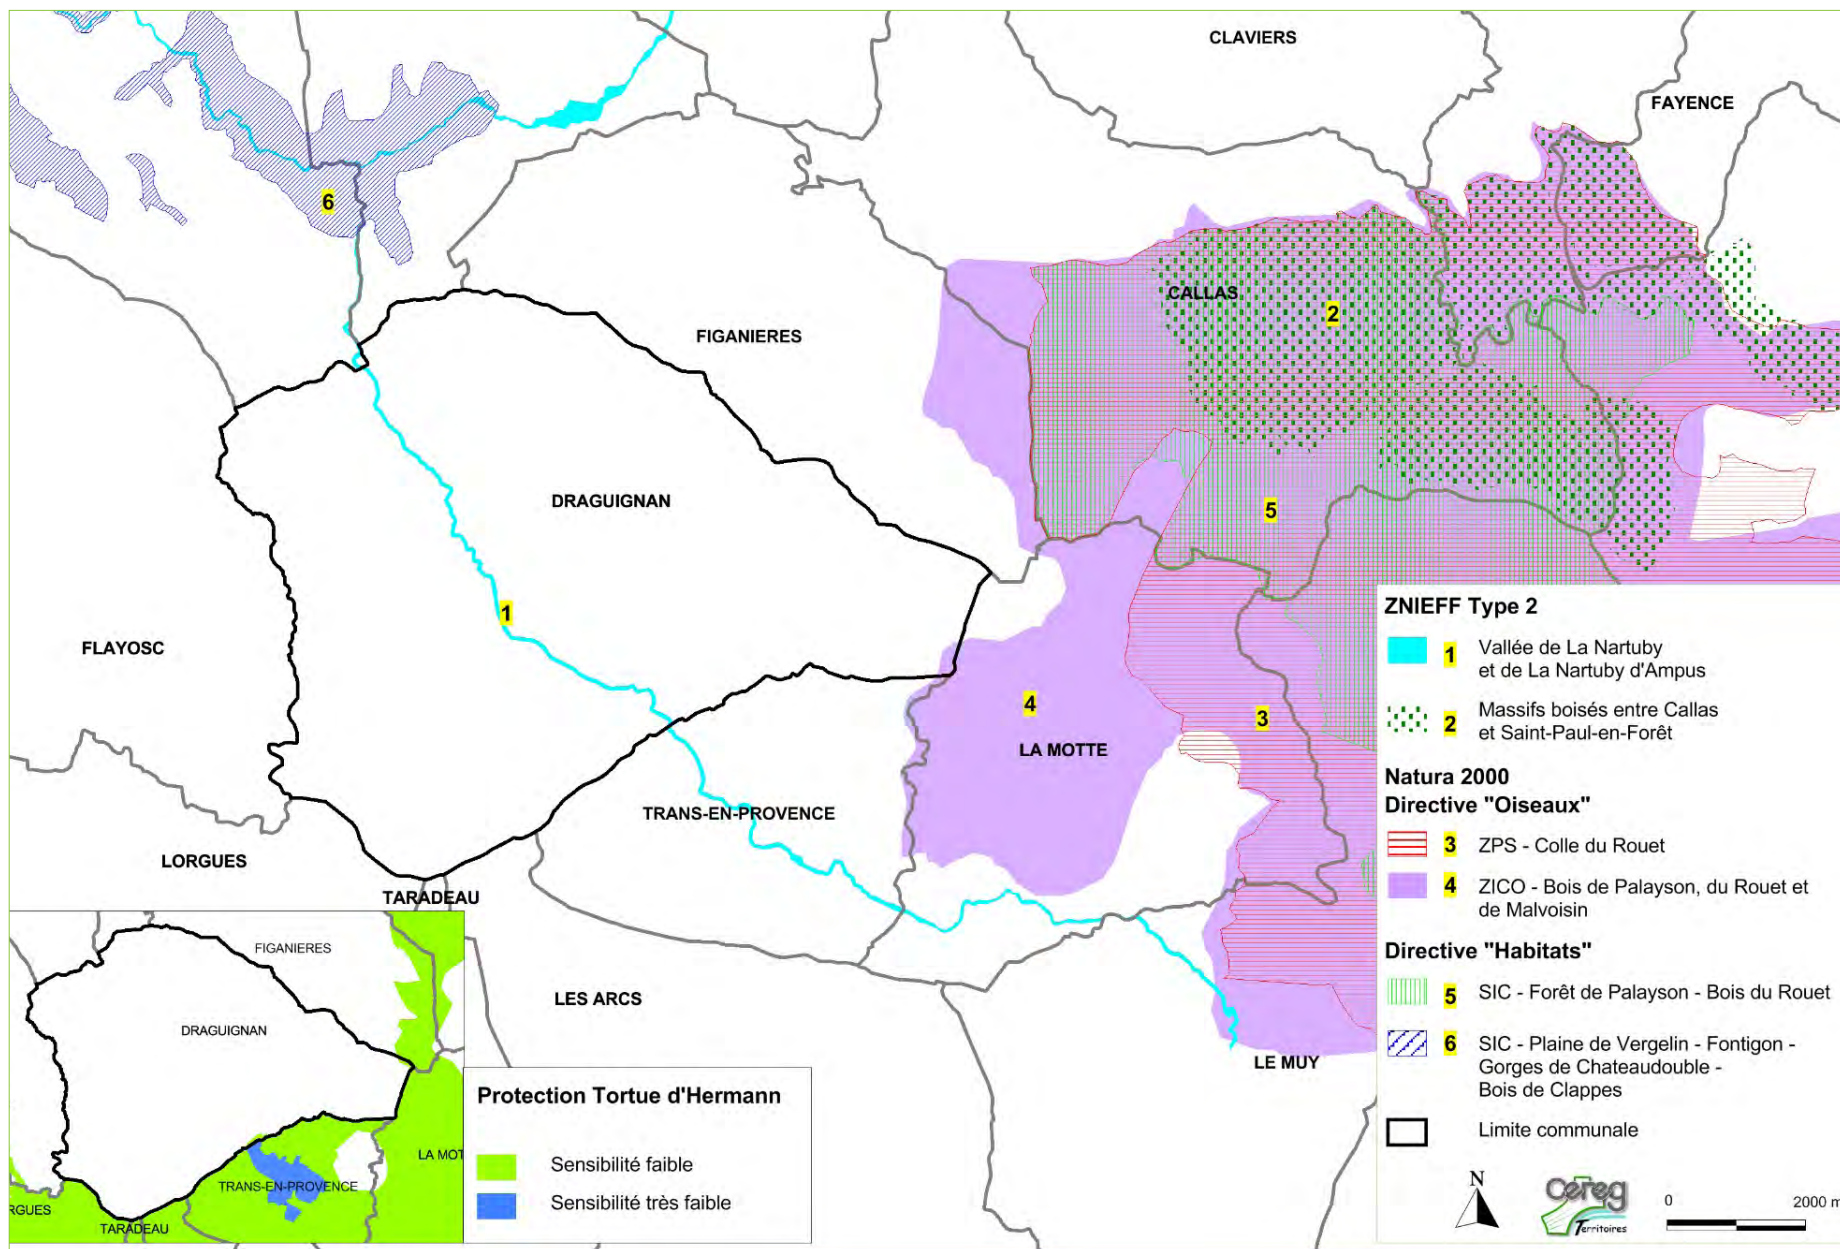 CLAVIERS
FAYENCE
6
CALLAS
2
FIGANIERES
DRAGUIGNAN
5
1
FLAYOSC
4
3
LA MOTTE
TRANS-EN-PROVENCE
LORGUES
TARADEAU
LES ARCS
LE MUY
ZNIEFF Type 2
1 Vallée de La Nartuby
et de La Nartuby d'Ampus
2 Massifs boisés entre Callas
et Saint-Paul-en-Forêt
Natura 2000
Directive "Oiseaux"
3 ZPS - Colle du Rouet
4 ZICO - Bois de Palayson, du Rouet et
de Malvoisin
Directive "Habitats"
5 SIC - Forêt de Palayson - Bois du Rouet
6 SIC - Plaine de Vergelin - Fontigon -
Gorges de Chateaudouble -
Bois de Clappes
Limite communale
N
Cereg
Territoires
0 2000 m
FIGANIERES
DRAGUIGNAN
LA MOT
TRANS-EN-PROVENCE
RGUES
TARADEAU
Protection Tortue d'Hermann
Sensibilité faible
Sensibilité très faible